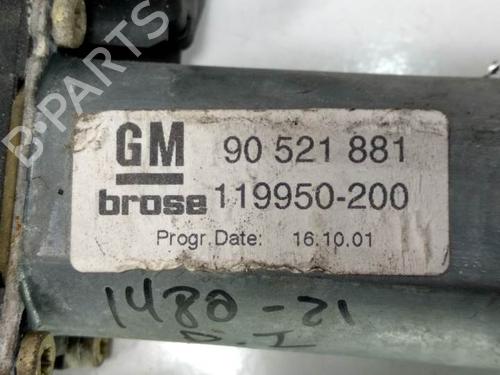 GM 90 521 881
brose 119950-200
Progr.Date: 16.10.01
1480-21
D.I
B-PARTS